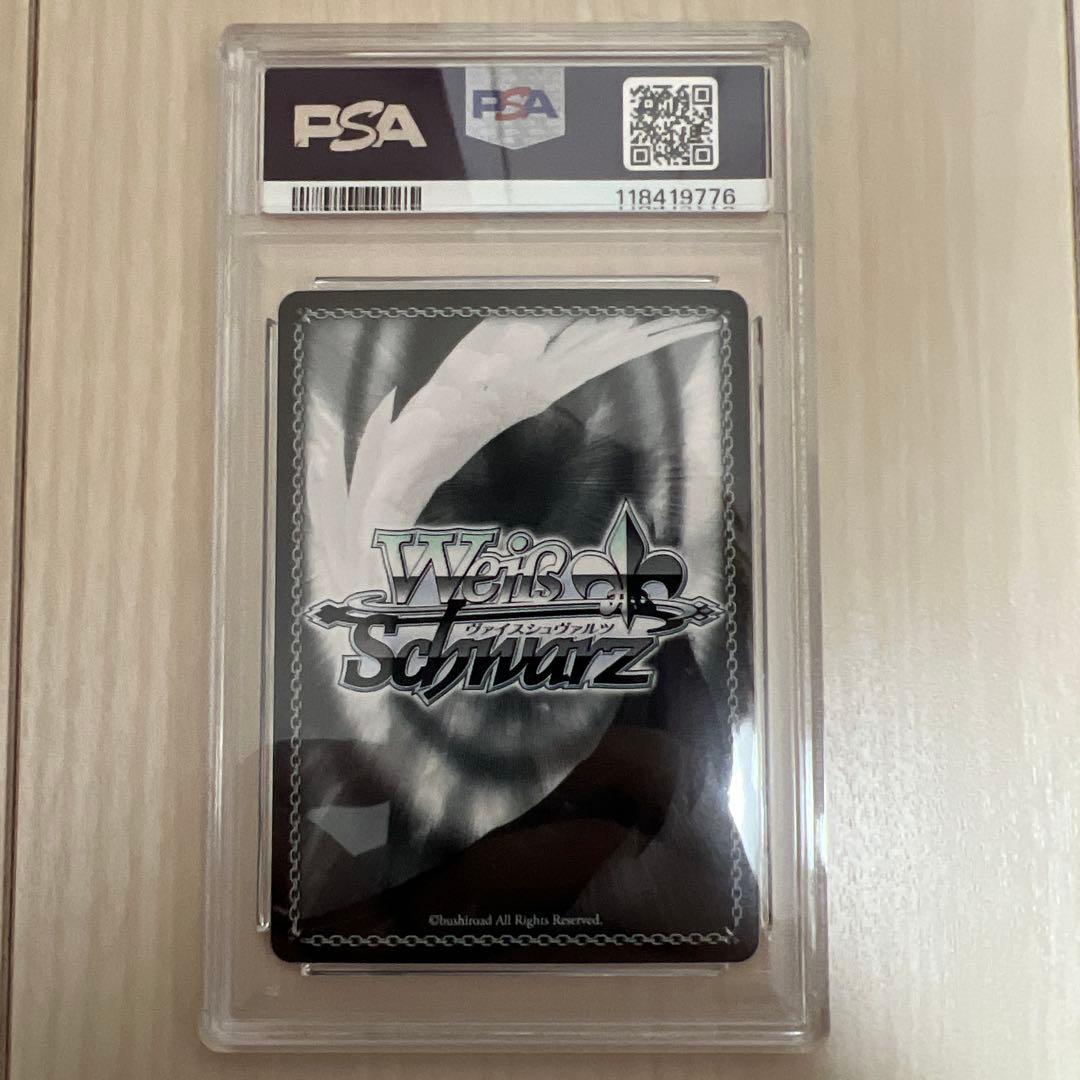 PSA
PSA
118419776
Weiß
ヴァイスシュヴァルツ
Schwarz
©bushiroad All Rights Reserved.